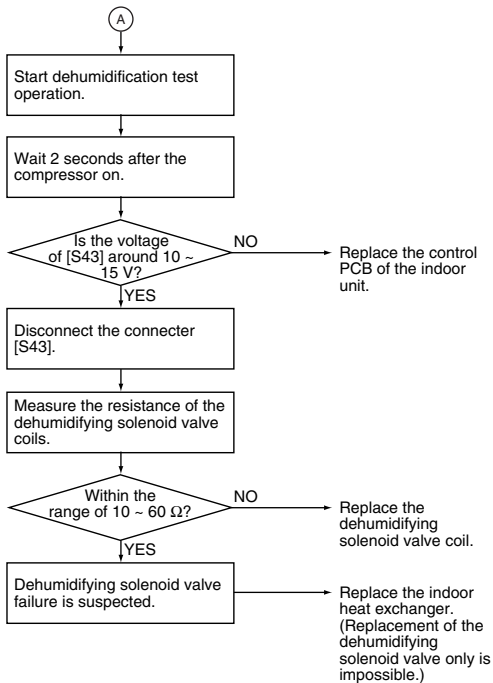 A
Start dehumidification test
operation.
Wait 2 seconds after the
compressor on.
Is the voltage
of [S43] around 10 ~
15 V?
NO
Replace the control
PCB of the indoor
unit.
YES
Disconnect the connecter
[S43].
Measure the resistance of the
dehumidifying solenoid valve
coils.
Within the
range of 10 ~ 60 Ω?
NO
Replace the
dehumidifying
solenoid valve coil.
YES
Dehumidifying solenoid valve
failure is suspected.
Replace the indoor
heat exchanger.
(Replacement of the
dehumidifying
solenoid valve only is
impossible.)